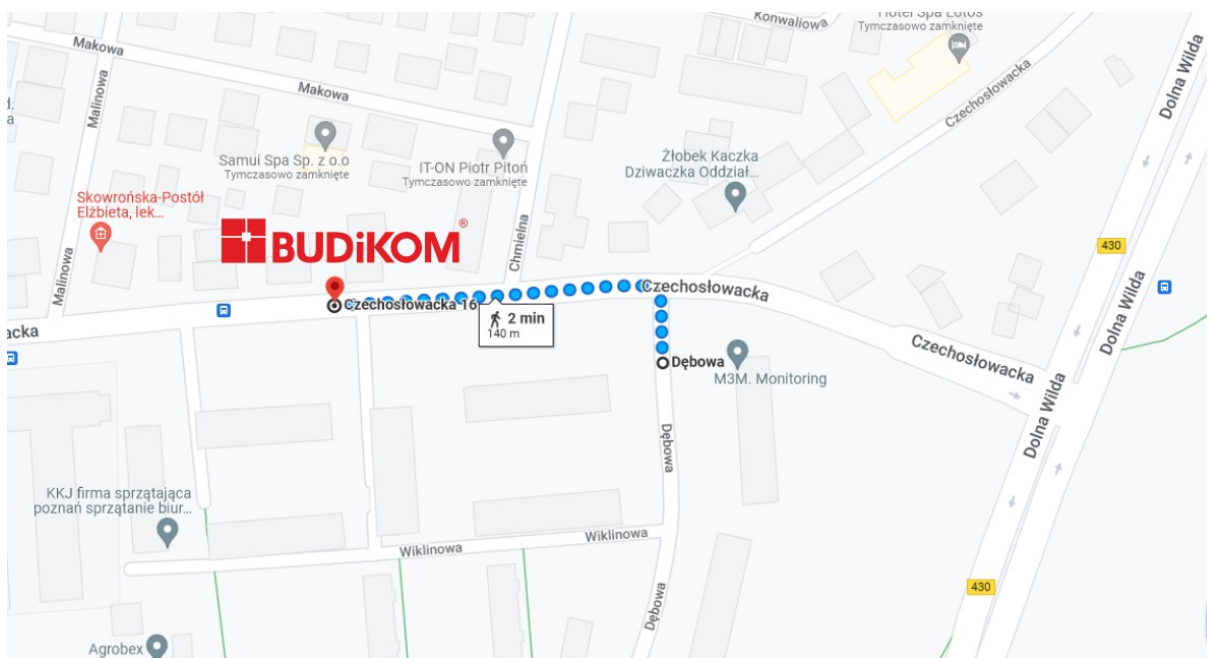 Konwaliowa
Hotel Spa Lotos
Tymczasowo zamknięte
Makowa
Makowa
Malinowa
Dolna Wilda
Czechosłowacka
Samui Spa Sp. z o.o
Tymczasowo zamknięte
IT-ON Piotr Pitoń
Tymczasowo zamknięte
Żłobek Kaczka
Dziwaczka Oddział...
Skowrońska-Postół
Elżbieta, lek...
BUDiKOM®
Chmielna
430
Malinowa
Czechosłowacka 16
Czechosłowacka
acka
2 min
140 m
Dolna Wilda
Czechosłowacka
Dębowa
M3M. Monitoring
Dolna Wilda
Dębowa
KKJ firma sprzątająca
poznań sprzątanie biur...
Wiklinowa
Wiklinowa
430
Dębowa
Agrobex